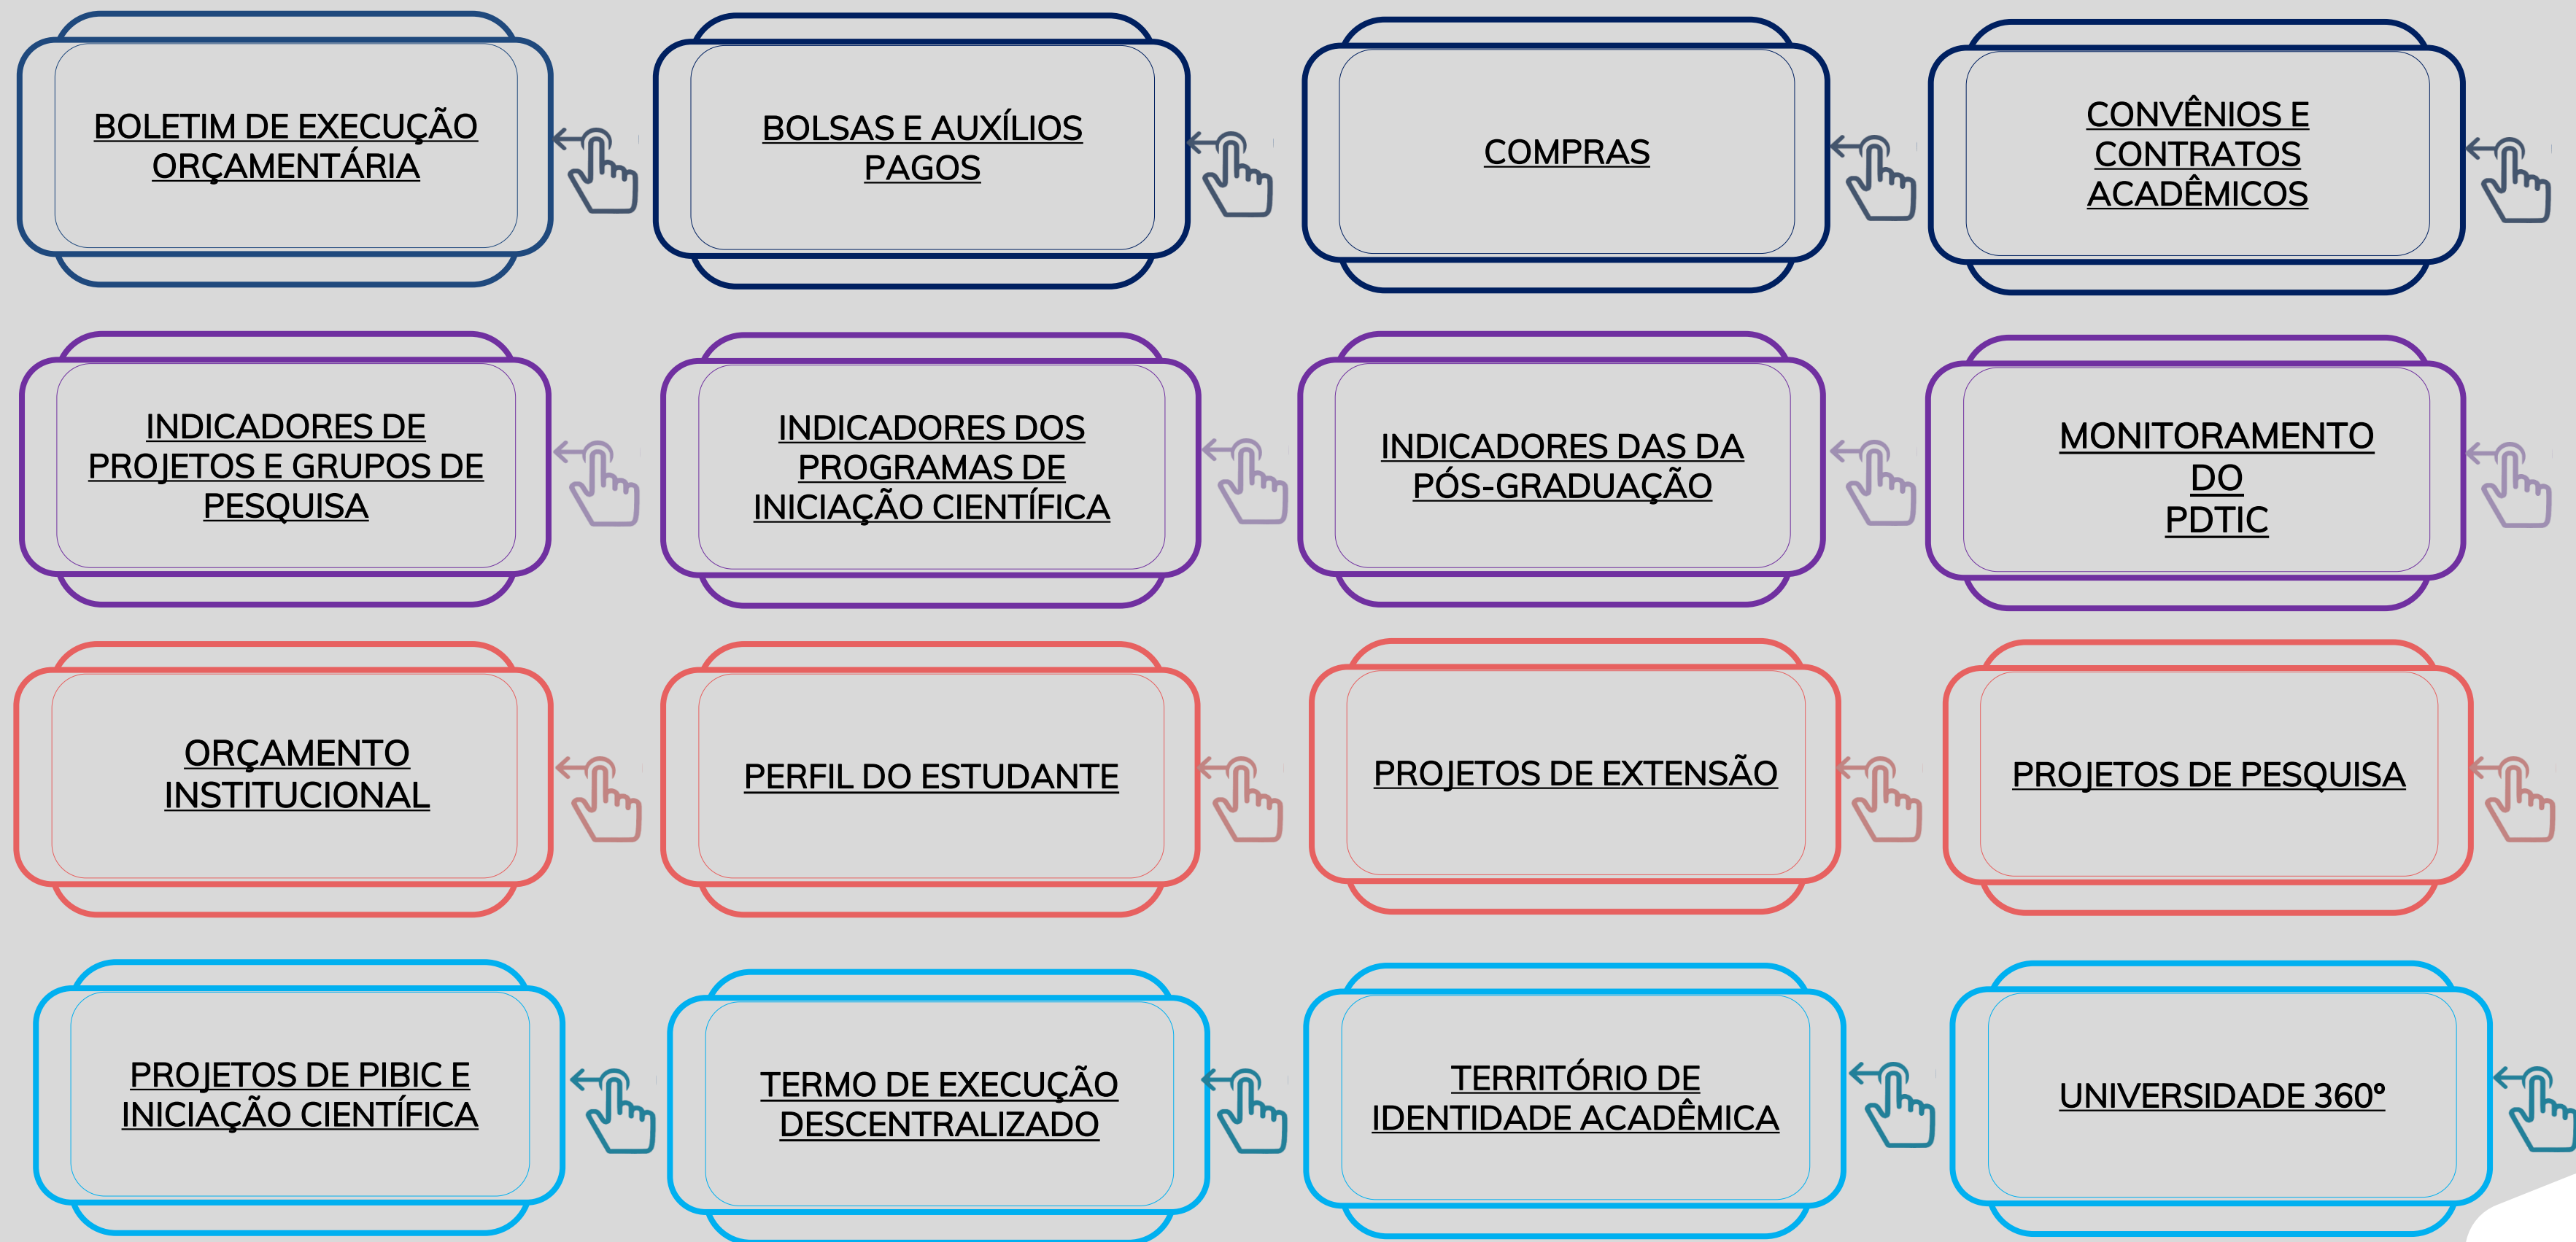 BOLETIM DE EXECUÇÃO
ORÇAMENTÁRIA
BOLSAS E AUXÍLIOS
PAGOS
COMPRAS
CONVÊNIOS E
CONTRATOS
ACADÊMICOS
INDICADORES DE
PROJETOS E GRUPOS DE
PESQUISA
INDICADORES DOS
PROGRAMAS DE
INICIAÇÃO CIENTÍFICA
INDICADORES DAS DA
PÓS-GRADUAÇÃO
MONITORAMENTO
DO
PDTIC
ORÇAMENTO
INSTITUCIONAL
PERFIL DO ESTUDANTE
PROJETOS DE EXTENSÃO
PROJETOS DE PESQUISA
PROJETOS DE PIBIC E
INICIAÇÃO CIENTÍFICA
TERMO DE EXECUÇÃO
DESCENTRALIZADO
TERRITÓRIO DE
IDENTIDADE ACADÊMICA
UNIVERSIDADE 360º